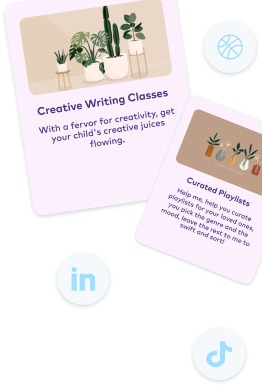 Creative Writing Classes
With a fervor for creativity, get
your child's creative juices
flowing.
Curated Playlists
Help me, help you curate
playlists for your loved ones,
you pick the genre and the
mood, leave the rest to me to
swift and sort!
in